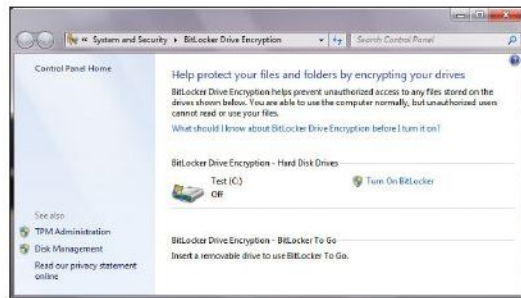 « System and Security ▸ BitLocker Drive Encryption
Search Control Panel
Control Panel Home
Help protect your files and folders by encrypting your drives
BitLocker Drive Encryption helps prevent unauthorized access to any files stored on the
drives shown below. You are able to use the computer normally, but unauthorized users
cannot read or use your files.
What should I know about BitLocker Drive Encryption before I turn it on?
BitLocker Drive Encryption - Hard Disk Drives
Test (C:)
Off
Turn On BitLocker
See also
TPM Administration
Disk Management
Read our privacy statement
online
BitLocker Drive Encryption - BitLocker To Go
Insert a removable drive to use BitLocker To Go.